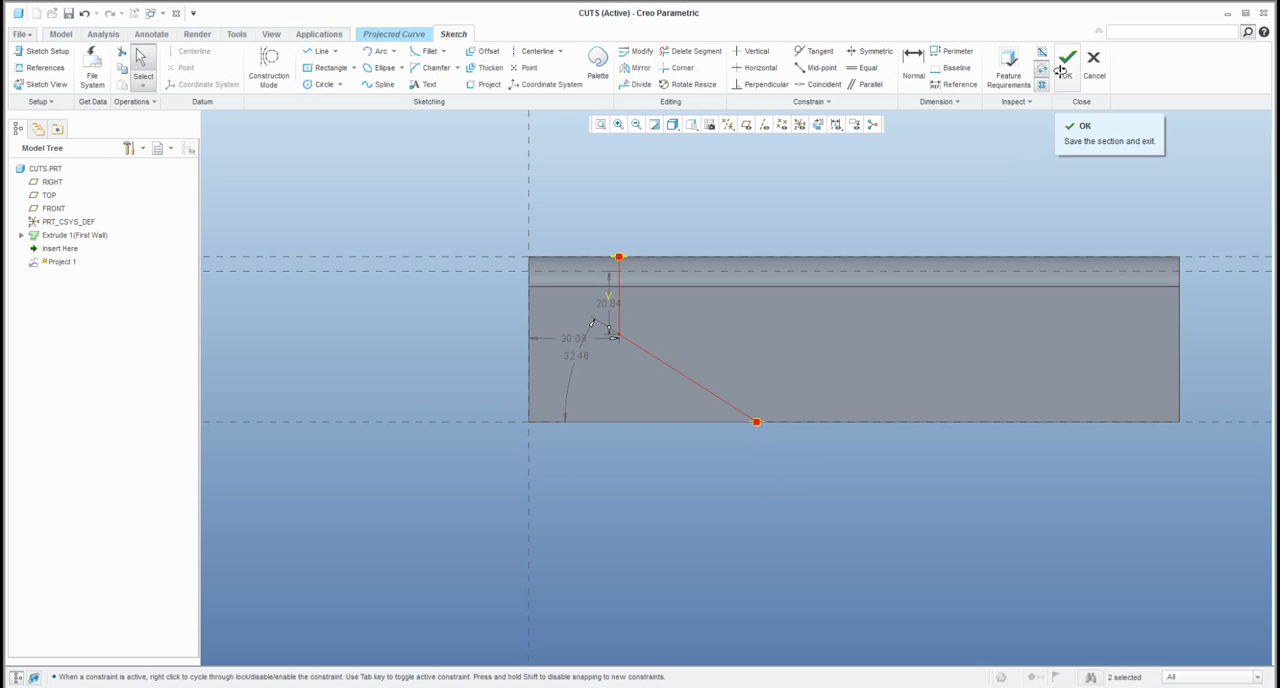 CUTS (Active) - Creo Parametric
File Model Analysis Annotate Render Tools View Applications Projected Curve Sketch
Sketch Setup
References
Sketch View
Setup
File System
Get Data
Select
Operations
Centerline
Point
Coordinate System
Datum
Construction Mode
Line Arc Fillet Offset Centerline
Rectangle Ellipse Chamfer Thicken Point
Circle Spline Text Project Coordinate System
Palette
Sketching
Modify Delete Segment
Mirror Corner
Divide Rotate Resize
Editing
Vertical Tangent Symmetric
Horizontal Mid-point Equal
Perpendicular Coincident Parallel
Constrain
Normal
Perimeter
Baseline
Reference
Dimension
Feature Requirements
Inspect
OK
Cancel
Close
OK
Save the section and exit.
Model Tree
CUTS.PRT
RIGHT
TOP
FRONT
PRT_CSYS_DEF
Extrude 1(First Wall)
Insert Here
Project 1
V
20.84
30.09
32.46
When a constraint is active, right click to cycle through lock/disable/enable the constraint. Use Tab key to toggle active constraint. Press and hold Shift to disable snapping to new constraints.
2 selected
All